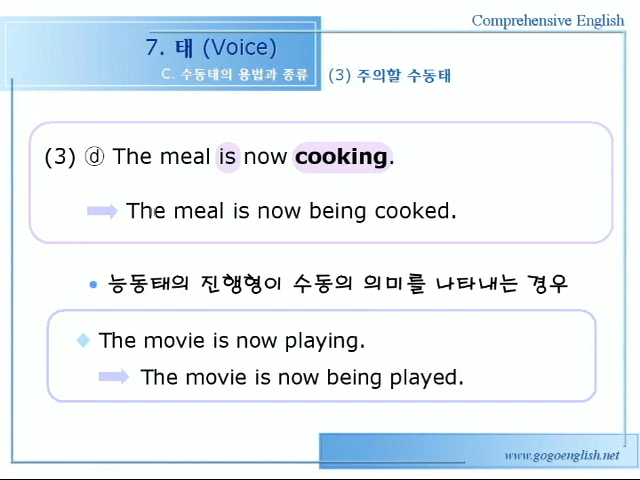 Comprehensive English
7. 태 (Voice)
C. 수동태의 용법과 종류 (3) 주의할 수동태
(3) ⓓ The meal is now cooking.
The meal is now being cooked.
• 능동태의 진행형이 수동의 의미를 나타내는 경우
The movie is now playing.
The movie is now being played.
www.gogoenglish.net